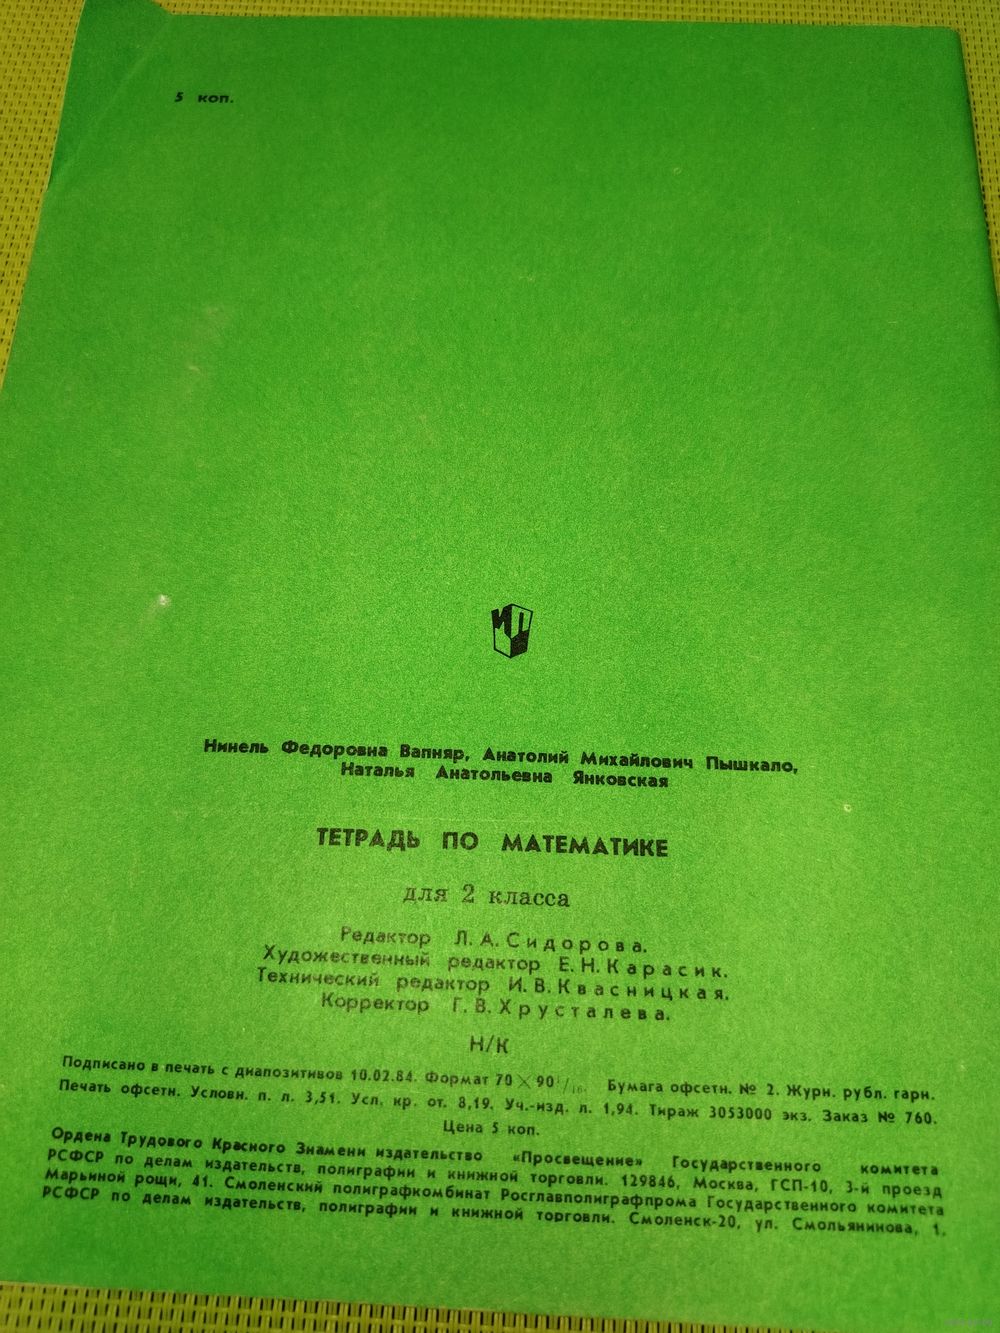 5 коп.
ИП
Нинель Федоровна Вапняр, Анатолий Михайлович Пышкало,
Наталья Анатольевна Янковская
ТЕТРАДЬ ПО МАТЕМАТИКЕ
для 2 класса
Редактор Л. А. Сидорова.
Художественный редактор Е. Н. Карасик.
Технический редактор И. В. Квасницкая.
Корректор Г. В. Хрусталева.
Н/К
Подписано в печать с диапозитивов 10.02.84. Формат 70×90 1/16. Бумага офсетн. № 2. Журн. рубл. гарн.
Печать офсетн. Условн. п. л. 3,51. Усл. кр. от. 8,19. Уч.-изд. л. 1,94. Тираж 3053000 экз. Заказ № 760.
Цена 5 коп.
Ордена Трудового Красного Знамени издательство «Просвещение» Государственного комитета
РСФСР по делам издательств, полиграфии и книжной торговли. 129846, Москва, ГСП-10, 3-й проезд
Марьиной рощи, 41. Смоленский полиграфкомбинат Росглавполиграфпрома Государственного комитета
РСФСР по делам издательств, полиграфии и книжной торговли. Смоленск-20, ул. Смольянинова, 1.